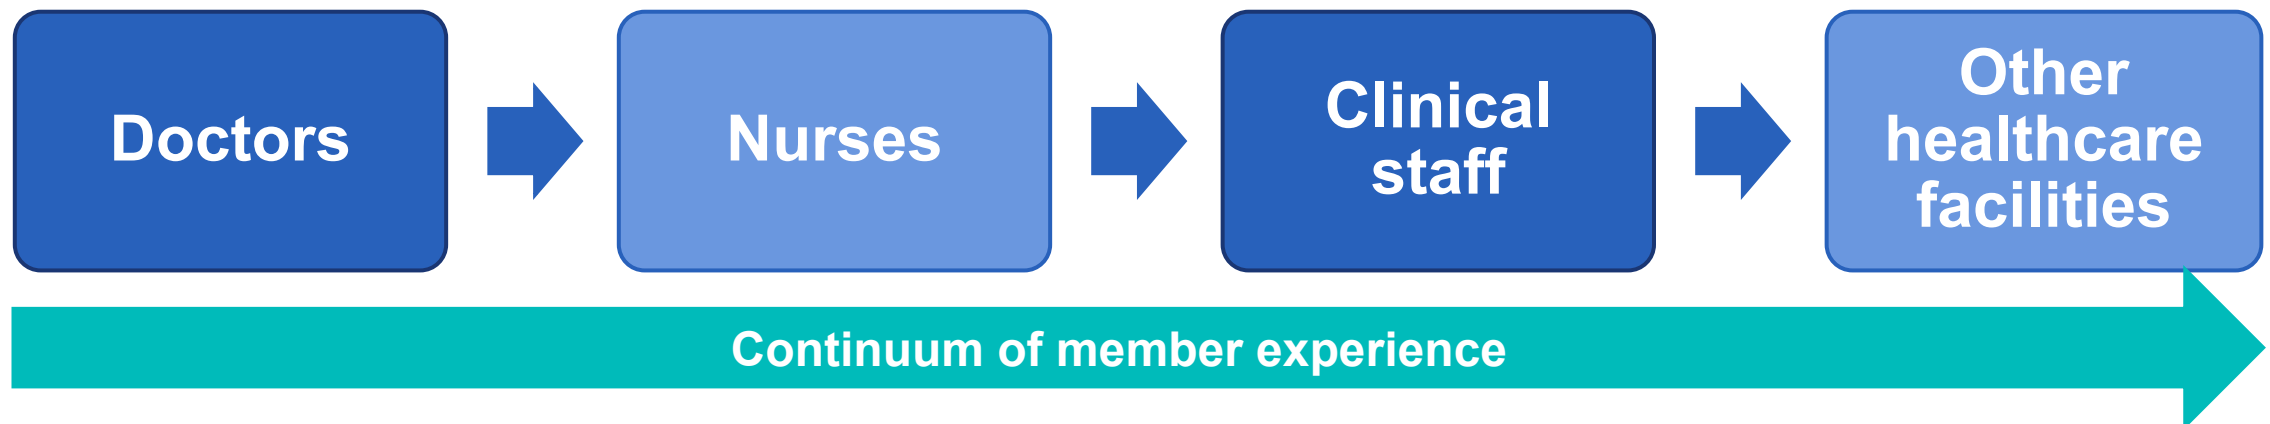 Doctors
Nurses
Clinical
staff
Other
healthcare
facilities
Continuum of member experience